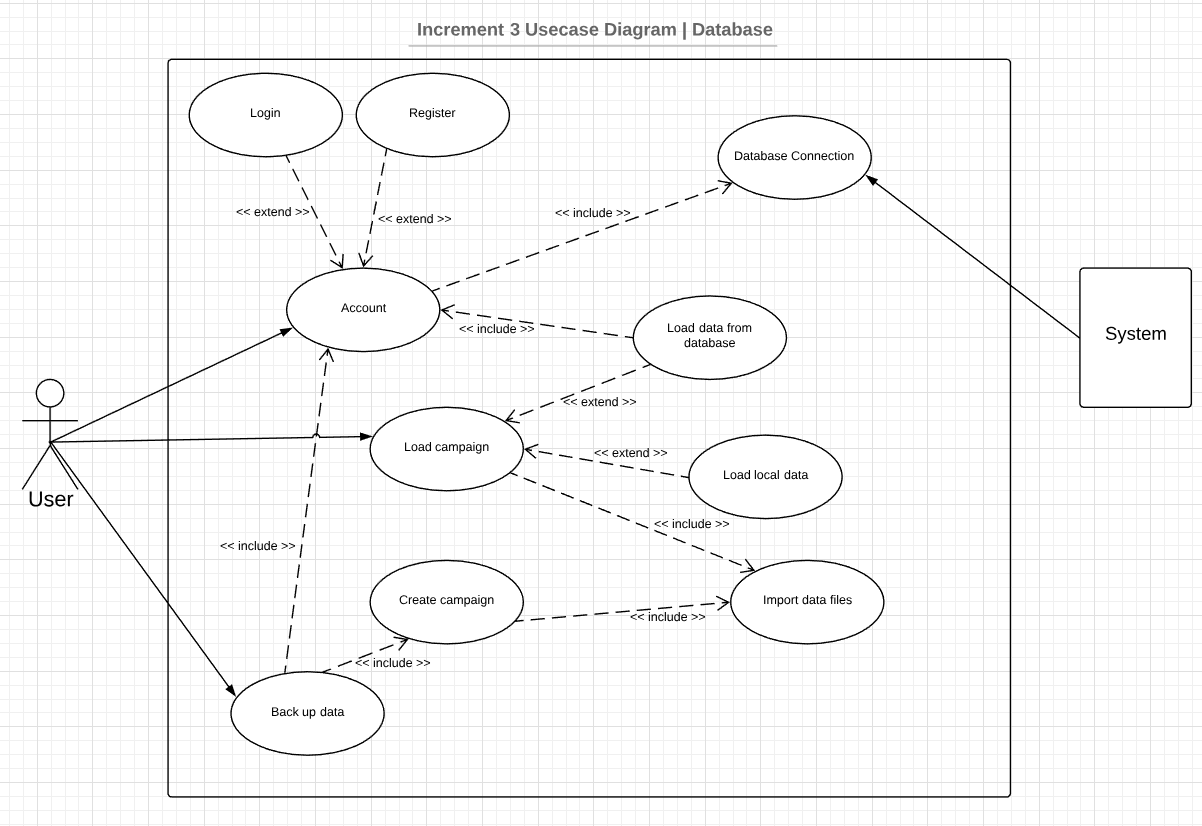 Increment 3 Usecase Diagram | Database
Login
Register
Database Connection
<< extend >>
<< extend >>
<< include >>
Account
<< include >>
Load data from
database
System
<< extend >>
Load campaign
<< extend >>
Load local data
User
<< include >>
<< include >>
Create campaign
Import data files
<< include >>
<< include >>
Back up data